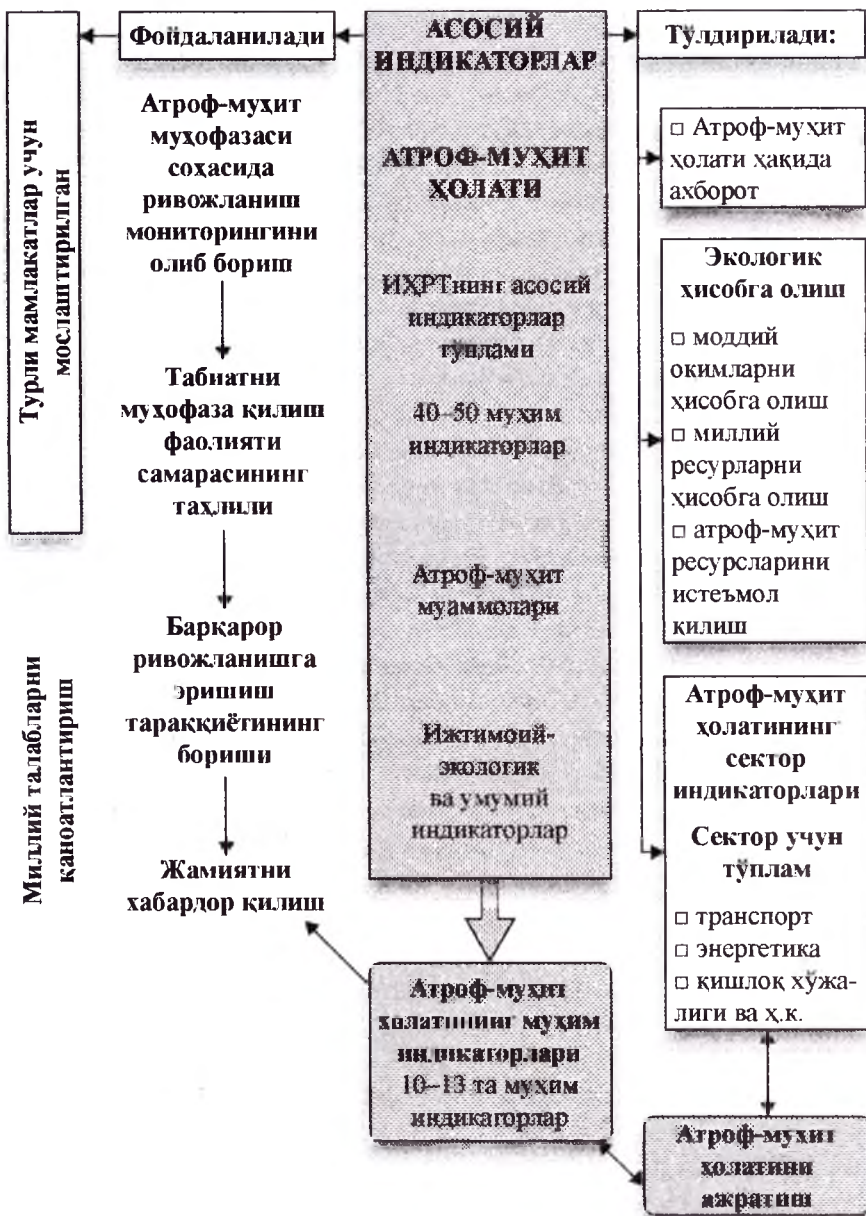 Фойдаланилади
Турли мамлакатлар учун
мослаштирилган
Миллий талабларни
қаноатлантириш
Атроф-муҳит
муҳофазаси
соҳасида
ривожланиш
мониторингини
олиб бориш
Табиатни
муҳофаза қилиш
фаолияти
самарасининг
таҳлили
Барқарор
ривожланишга
эришиш
тараққиётининг
бориши
Жамиятни
хабардор қилиш
АСОСИЙ
ИНДИКАТОРЛАР
АТРОФ-МУҲИТ
ҲОЛАТИ
ИҲРТнинг асосий
индикаторлар
тўплами
40–50 муҳим
индикаторлар
Атроф-муҳит
муаммолари
Ижтимоий-
экологик
ва умумий
индикаторлар
Атроф-муҳит
ҳолатининг муҳим
индикаторлари
10–13 та муҳим
индикаторлар
Тўлдирилади:
□ Атроф-муҳит
ҳолати ҳақида
ахборот
Экологик
ҳисобга олиш
□ моддий
оқимларни
ҳисобга олиш
□ миллий
ресурларни
ҳисобга олиш
□ атроф-муҳит
ресурсларини
истеъмол
қилиш
Атроф-муҳит
ҳолатининг
сектор
индикаторлари
Сектор учун
тўплам
□ транспорт
□ энергетика
□ қишлоқ хўжа-
лиги ва ҳ.к.
Атроф-муҳит
ҳолатини
ажратиш